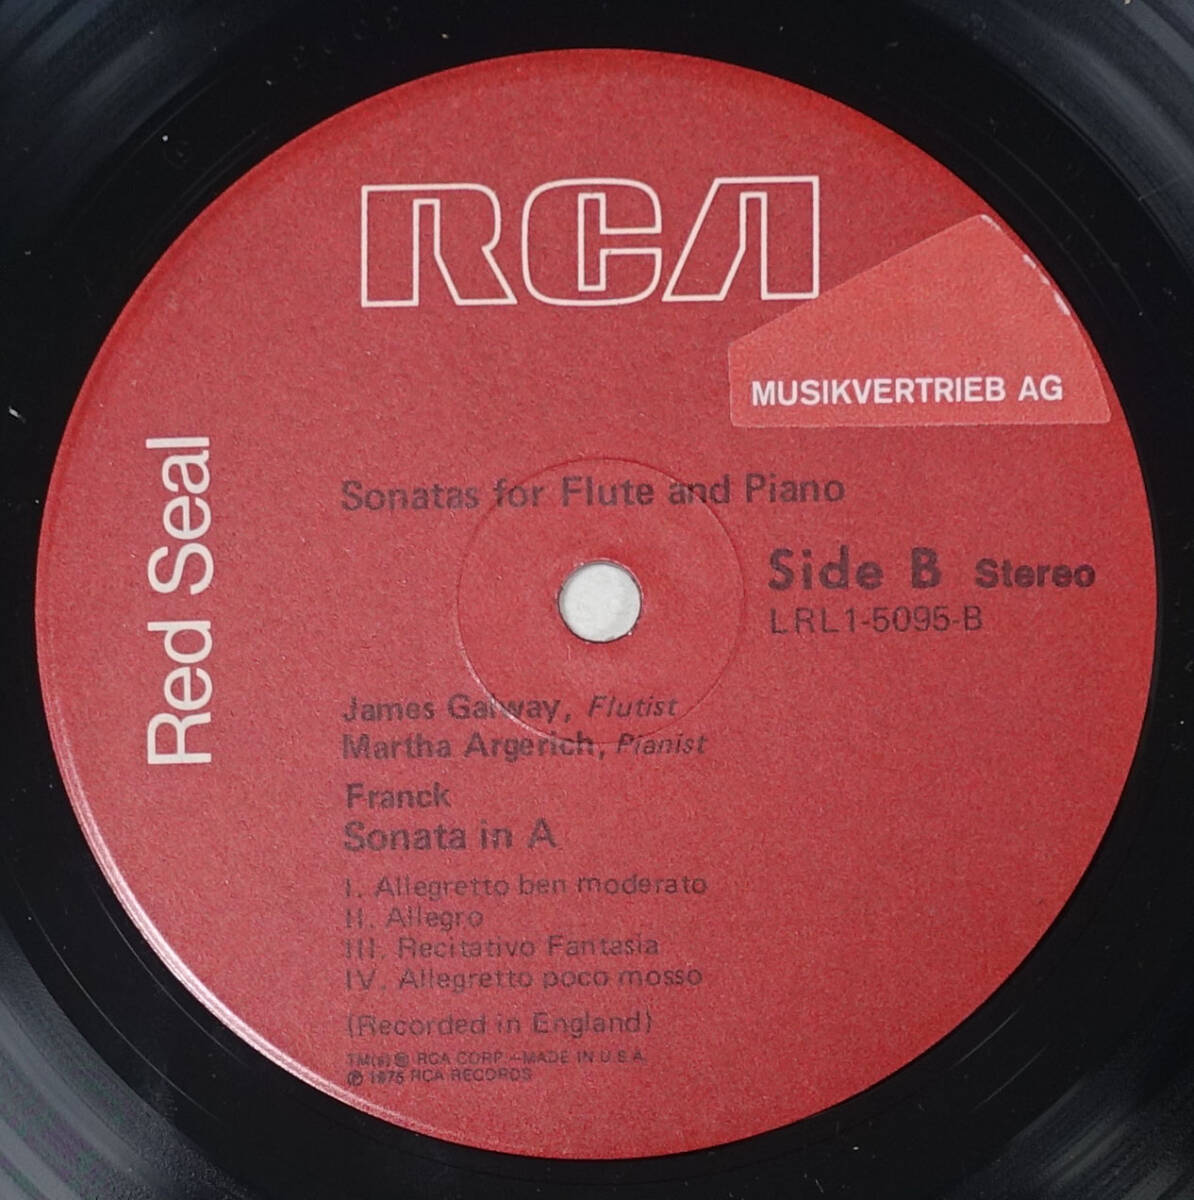 RCA
MUSIKVERTRIEB AG
Red Seal
Sonatas for Flute and Piano
Side B Stereo
LRL1-5095-B
James Galway, Flutist
Martha Argerich, Pianist
Franck
Sonata in A
I. Allegretto ben moderato
II. Allegro
III. Recitativo Fantasia
IV. Allegretto poco mosso
(Recorded in England)
TM(s) ® RCA CORP.—MADE IN U.S.A.
℗ 1975 RCA RECORDS